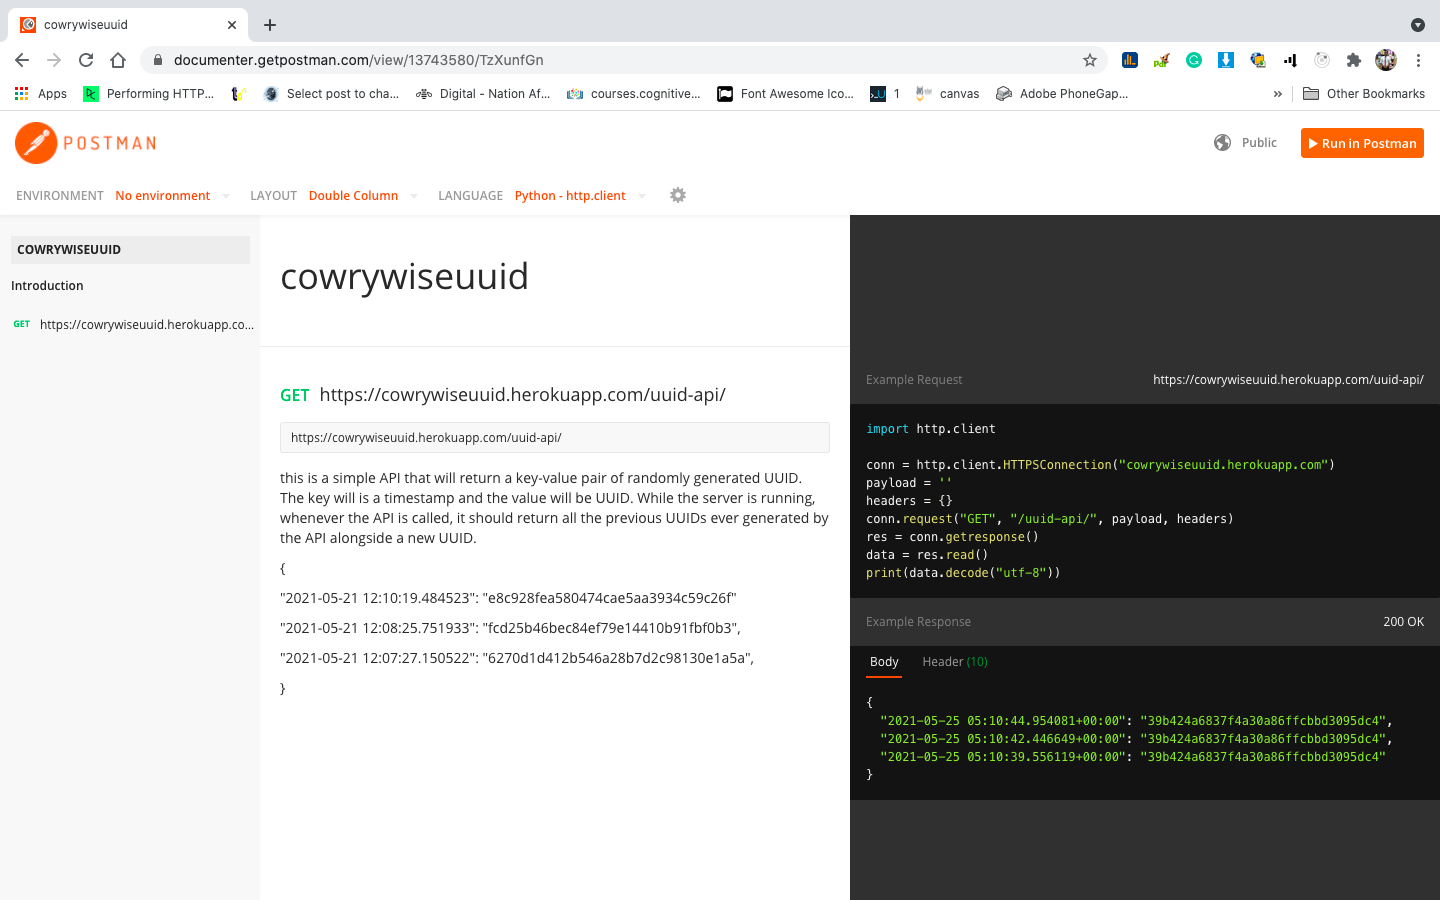 cowrywiseuuid
documenter.getpostman.com/view/13743580/TzXunfGn
Apps
Performing HTTP...
Select post to cha...
Digital - Nation Af...
courses.cognitive...
Font Awesome Ico...
1
canvas
Adobe PhoneGap...
»
Other Bookmarks
POSTMAN
Public
Run in Postman
ENVIRONMENT No environment LAYOUT Double Column LANGUAGE Python - http.client
COWRYWISEUUID
Introduction
GET https://cowrywiseuuid.herokuapp.co...
cowrywiseuuid
GET https://cowrywiseuuid.herokuapp.com/uuid-api/
https://cowrywiseuuid.herokuapp.com/uuid-api/
this is a simple API that will return a key-value pair of randomly generated UUID.
The key will is a timestamp and the value will be UUID. While the server is running,
whenever the API is called, it should return all the previous UUIDs ever generated by
the API alongside a new UUID.
{
"2021-05-21 12:10:19.484523": "e8c928fea580474cae5aa3934c59c26f"
"2021-05-21 12:08:25.751933": "fcd25b46bec84ef79e14410b91fbf0b3",
"2021-05-21 12:07:27.150522": "6270d1d412b546a28b7d2c98130e1a5a",
}
Example Request https://cowrywiseuuid.herokuapp.com/uuid-api/
import http.client
conn = http.client.HTTPSConnection("cowrywiseuuid.herokuapp.com")
payload = ''
headers = {}
conn.request("GET", "/uuid-api/", payload, headers)
res = conn.getresponse()
data = res.read()
print(data.decode("utf-8"))
Example Response 200 OK
Body Header (10)
{
"2021-05-25 05:10:44.954081+00:00": "39b424a6837f4a30a86ffcbbd3095dc4",
"2021-05-25 05:10:42.446649+00:00": "39b424a6837f4a30a86ffcbbd3095dc4",
"2021-05-25 05:10:39.556119+00:00": "39b424a6837f4a30a86ffcbbd3095dc4"
}